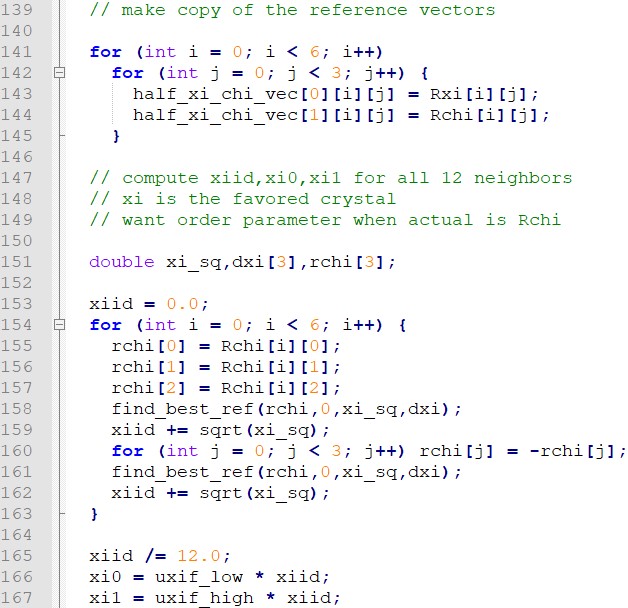 139 // make copy of the reference vectors
140
141 for (int i = 0; i < 6; i++)
142 for (int j = 0; j < 3; j++) {
143 half_xi_chi_vec[0][i][j] = Rxi[i][j];
144 half_xi_chi_vec[1][i][j] = Rchi[i][j];
145 }
146
147 // compute xiid,xi0,xi1 for all 12 neighbors
148 // xi is the favored crystal
149 // want order parameter when actual is Rchi
150
151 double xi_sq,dxi[3],rchi[3];
152
153 xiid = 0.0;
154 for (int i = 0; i < 6; i++) {
155 rchi[0] = Rchi[i][0];
156 rchi[1] = Rchi[i][1];
157 rchi[2] = Rchi[i][2];
158 find_best_ref(rchi,0,xi_sq,dxi);
159 xiid += sqrt(xi_sq);
160 for (int j = 0; j < 3; j++) rchi[j] = -rchi[j];
161 find_best_ref(rchi,0,xi_sq,dxi);
162 xiid += sqrt(xi_sq);
163 }
164
165 xiid /= 12.0;
166 xi0 = uxif_low * xiid;
167 xi1 = uxif_high * xiid;